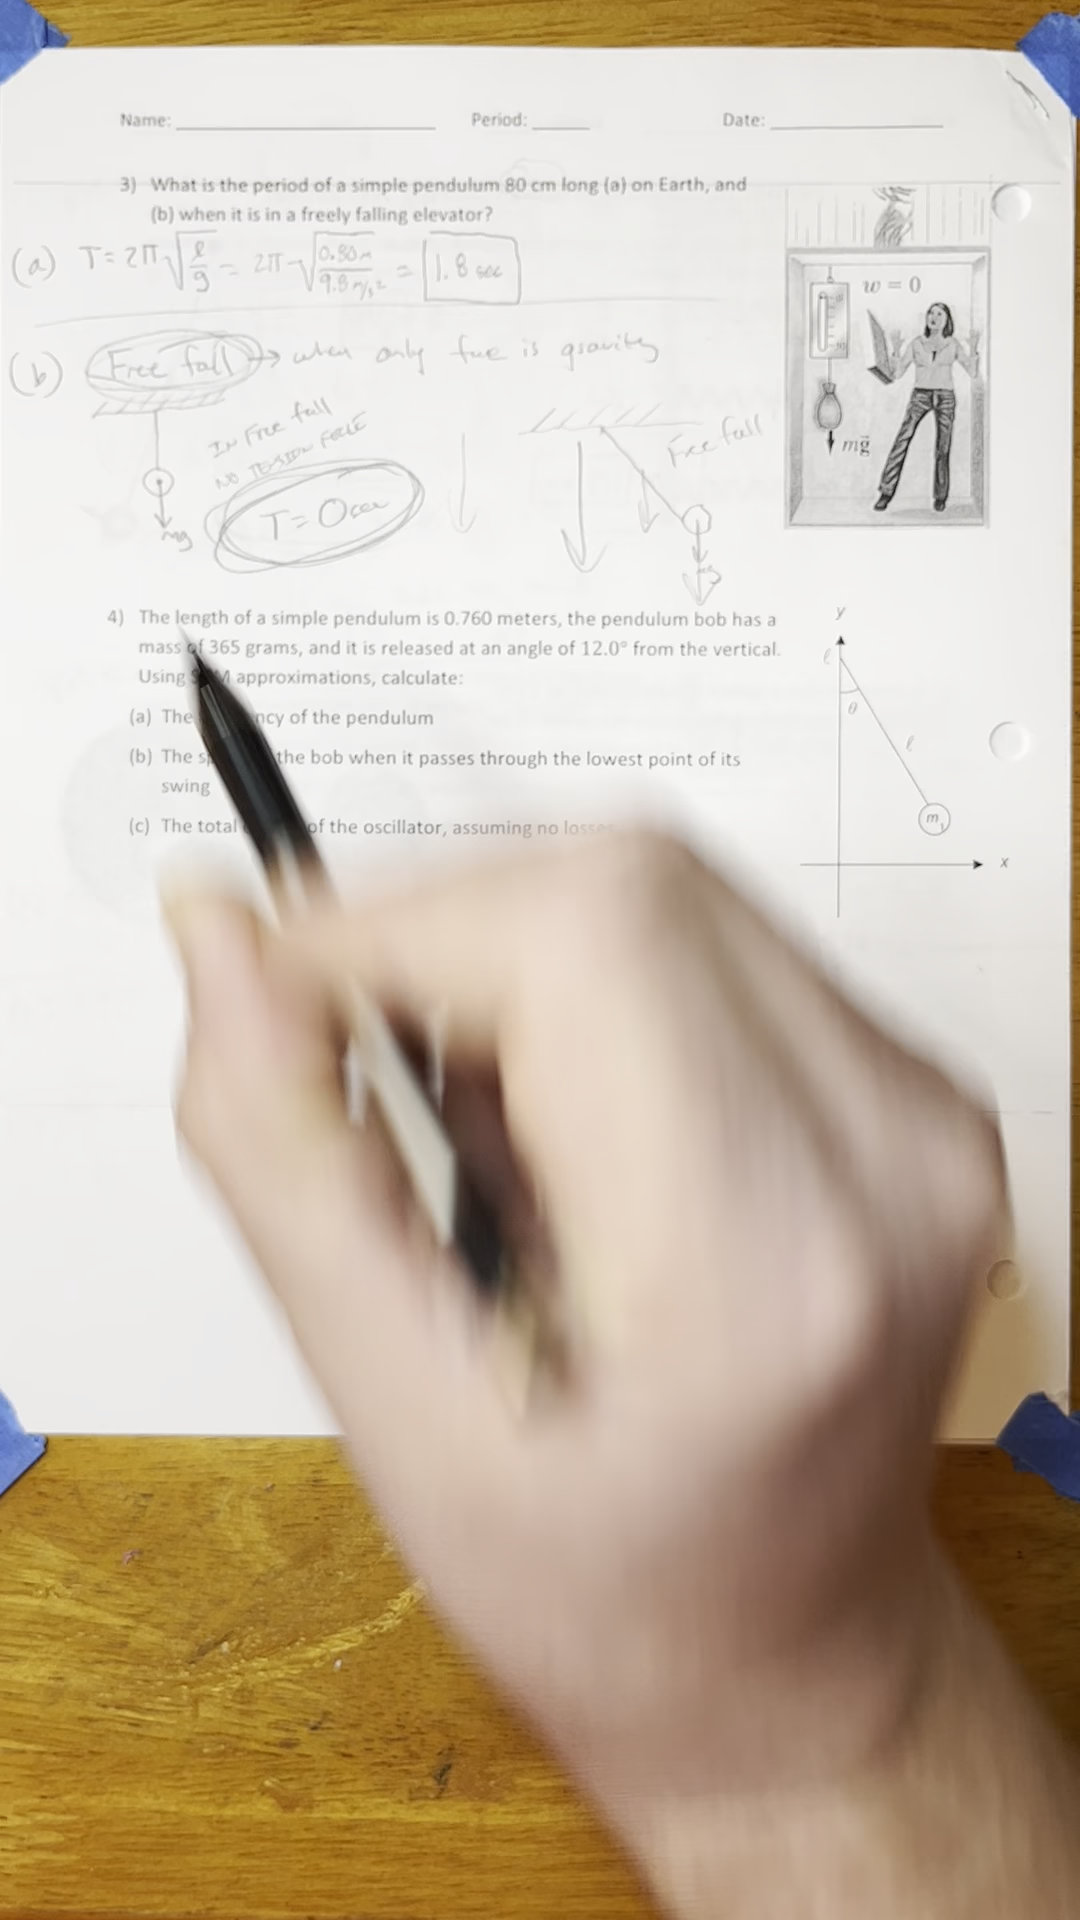 Name: Period: Date:
3) What is the period of a simple pendulum 80 cm long (a) on Earth, and
(b) when it is in a freely falling elevator?
(a) T = 2π√(ℓ/g) = 2π√(0.80m/9.8 m/s²) = 1.8 sec
w = 0
mg⃗
(b) Free fall → when only is gravity
IN Free fall
NO TENSION FORCE
T = 0
mg
Free fall
mg
4) The length of a simple pendulum is 0.760 meters, the pendulum bob has a
mass of 365 grams, and it is released at an angle of 12.0° from the vertical.
Using approximations, calculate:
(a) The ncy of the pendulum
(b) The the bob when it passes through the lowest point of its
swing
(c) The total of the oscillator, assuming no losses
y
ℓ
θ
ℓ
m
x